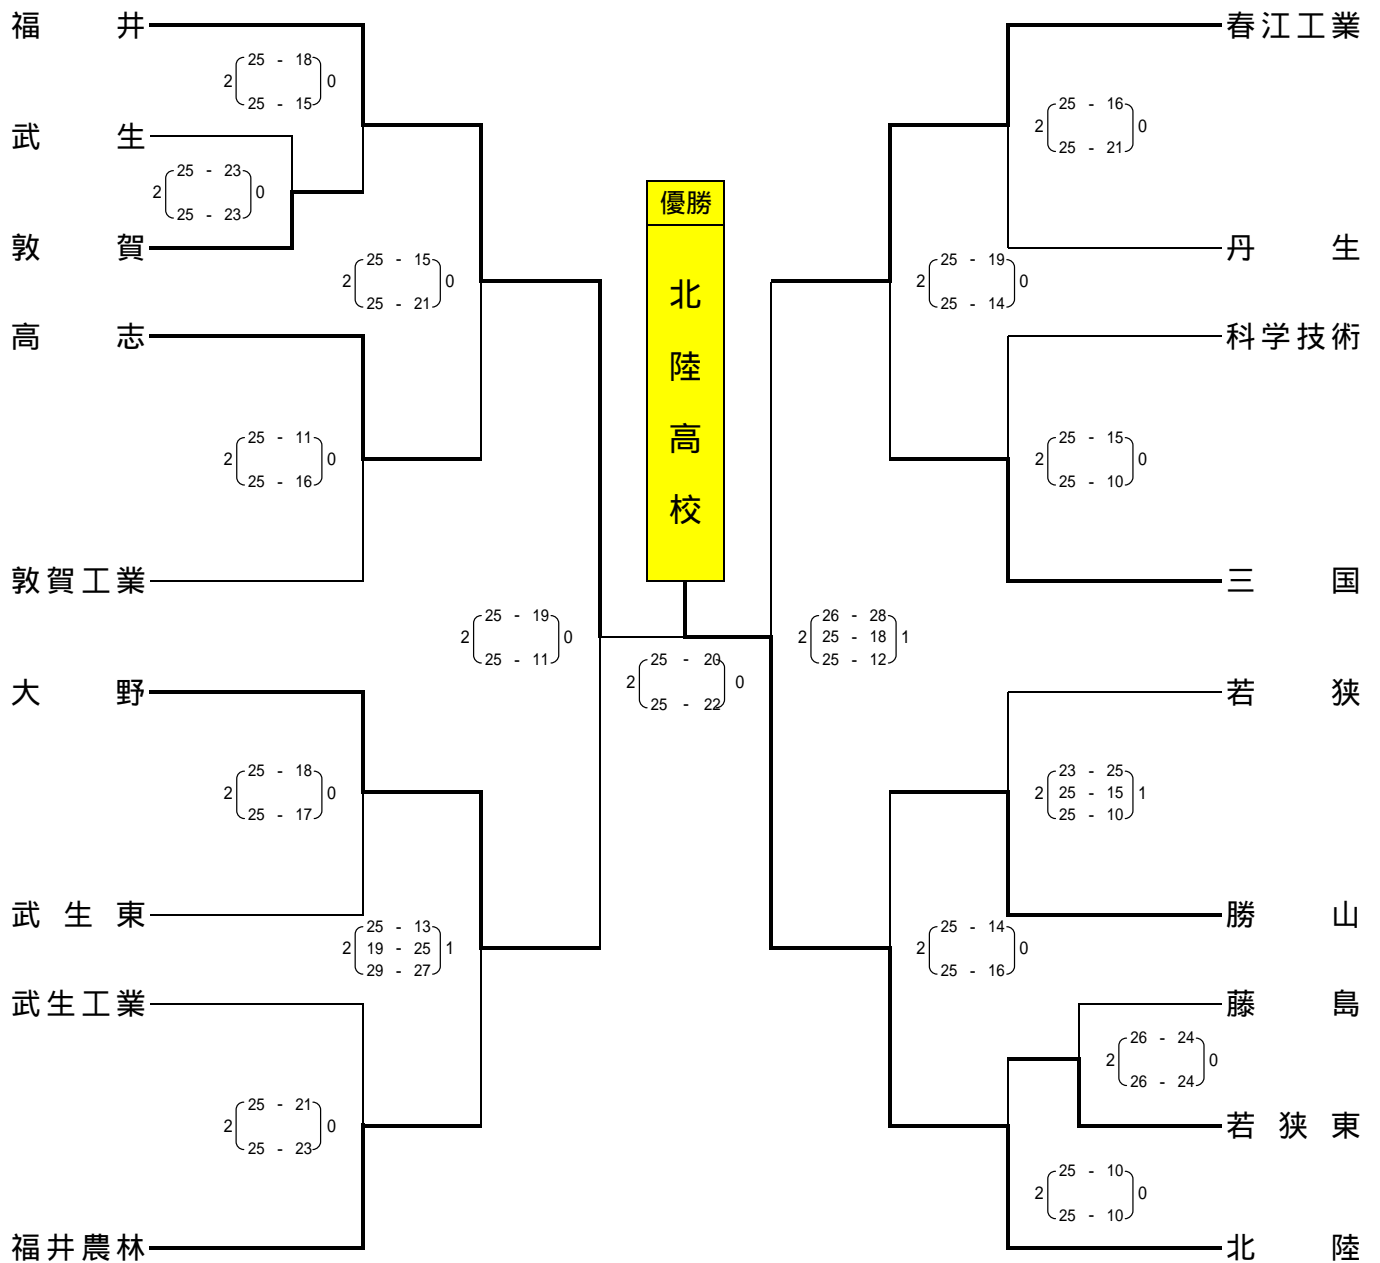 福井
2 25 - 18 0
25 - 15
武生
2 25 - 23 0
25 - 23
敦賀
2 25 - 15 0
25 - 21
高志
2 25 - 11 0
25 - 16
敦賀工業
2 25 - 19 0
25 - 11
大野
2 25 - 18 0
25 - 17
武生東
25 - 13
2 19 - 25 1
29 - 27
武生工業
2 25 - 21 0
25 - 23
福井農林
優勝
北陸高校
2 25 - 20 0
25 - 22
春江工業
2 25 - 16 0
25 - 21
丹生
2 25 - 19 0
25 - 14
科学技術
2 25 - 15 0
25 - 10
三国
26 - 28
2 25 - 18 1
25 - 12
若狭
23 - 25
2 25 - 15 1
25 - 10
勝山
2 25 - 14 0
25 - 16
藤島
2 26 - 24 0
26 - 24
若狭東
2 25 - 10 0
25 - 10
北陸